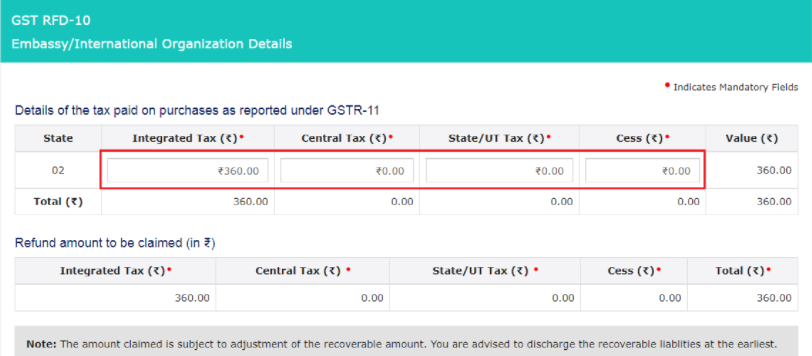 GST RFD-10
Embassy/International Organization Details
• Indicates Mandatory Fields
Details of the tax paid on purchases as reported under GSTR-11
State Integrated Tax (₹)• Central Tax (₹)• State/UT Tax (₹)• Cess (₹)• Value (₹)
02 ₹360.00 ₹0.00 ₹0.00 ₹0.00 360.00
Total (₹) 360.00 0.00 0.00 0.00 360.00
Refund amount to be claimed (in ₹)
Integrated Tax (₹)• Central Tax (₹) • State/UT Tax (₹) • Cess (₹)• Total (₹)•
360.00 0.00 0.00 0.00 360.00
Note: The amount claimed is subject to adjustment of the recoverable amount. You are advised to discharge the recoverable liablities at the earliest.